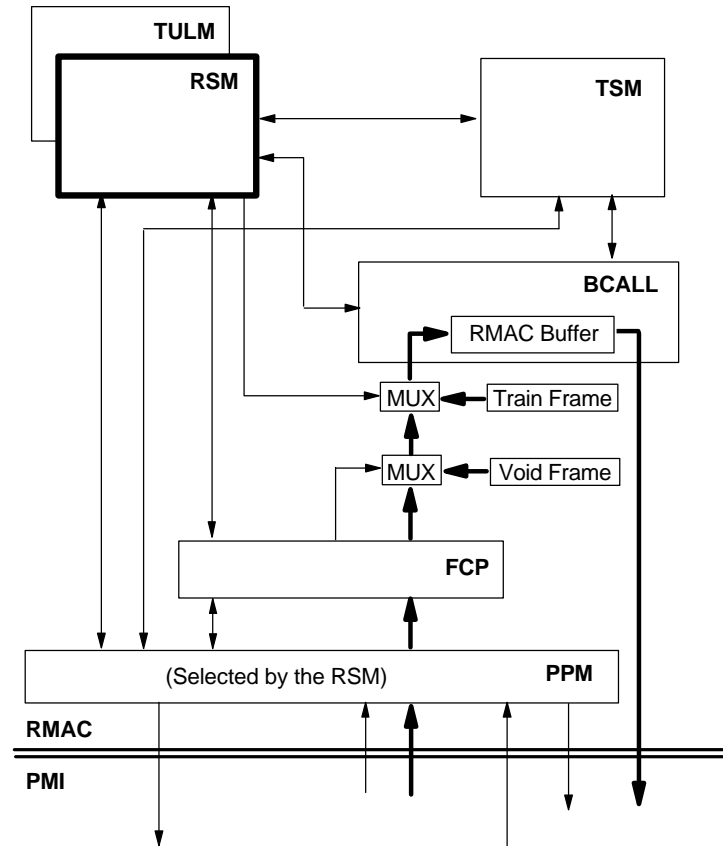 TULM
RSM
TSM
BCALL
RMAC Buffer
MUX
Train Frame
MUX
Void Frame
FCP
(Selected by the RSM)
PPM
RMAC
PMI